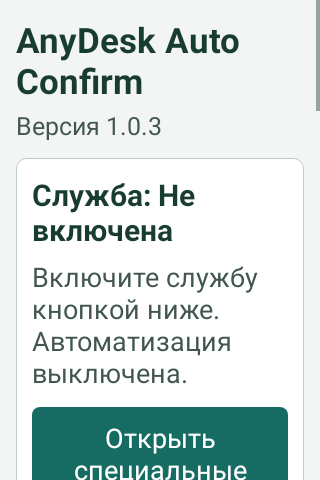 AnyDesk Auto
Confirm
Версия 1.0.3
Служба: Не
включена
Включите службу
кнопкой ниже.
Автоматизация
выключена.
Открыть
специальные